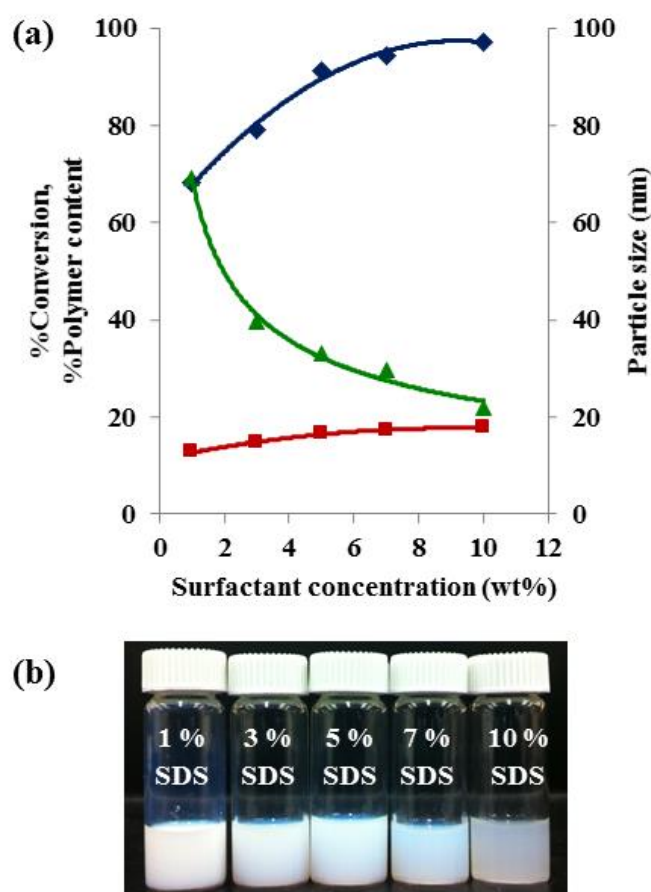 (a)
%Conversion,
%Polymer content
100
80
60
40
20
0
100
80
60
40
20
0
Particle size (nm)
0 2 4 6 8 10 12
Surfactant concentration (wt%)
(b)
1 % 3 % 5 % 7 % 10 %
SDS SDS SDS SDS SDS